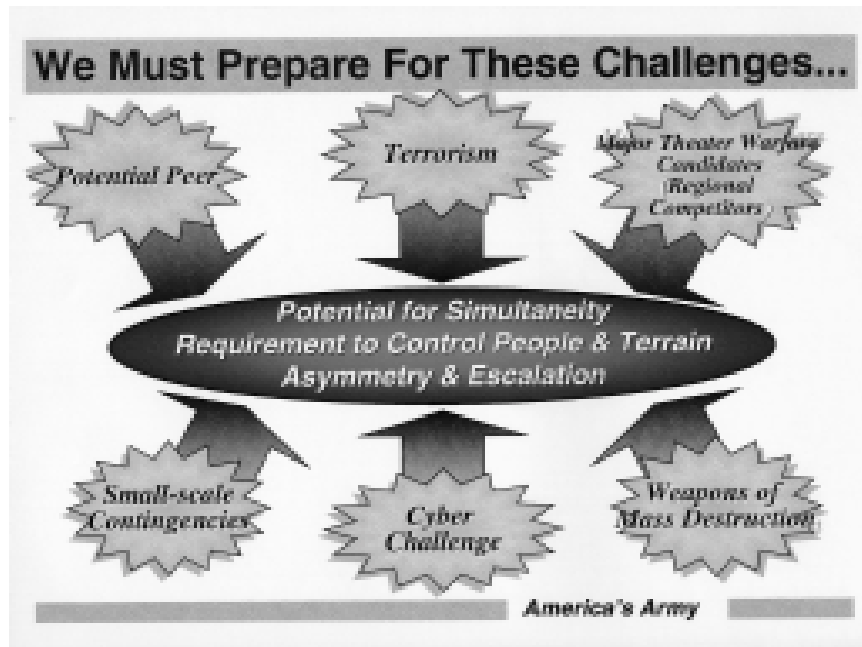 We Must Prepare For These Challenges...
Potential Peer
Terrorism
Major Theater Warfare
Candidates
(Regional
Competitors)
Potential for Simultaneity
Requirement to Control People & Terrain
Asymmetry & Escalation
Small-scale
Contingencies
Cyber
Challenge
Weapons of
Mass Destruction
America's Army